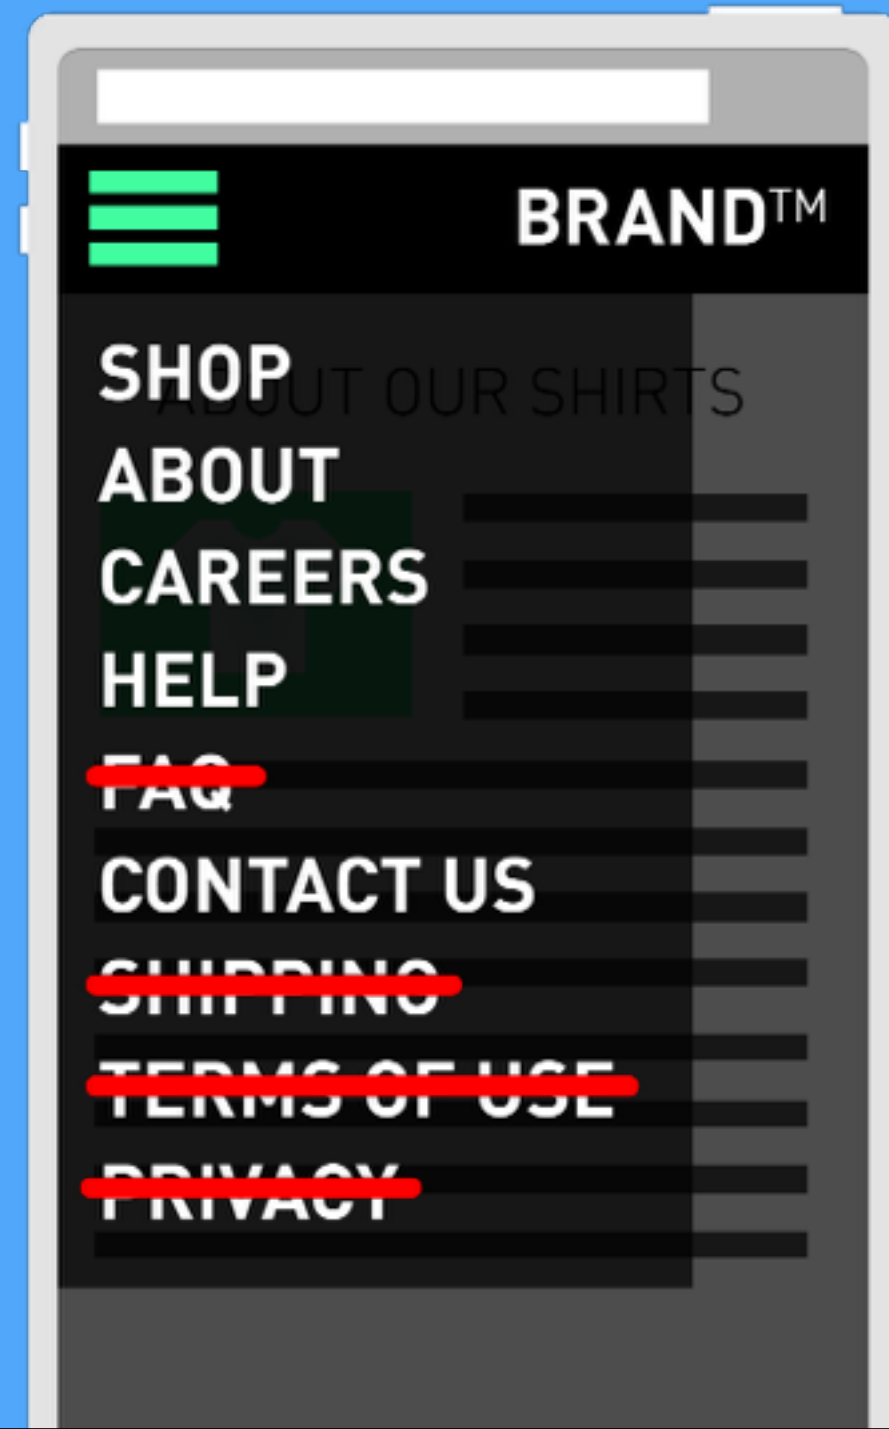 BRAND™
SHOP
ABOUT OUR SHIRTS
ABOUT
CAREERS
HELP
FAQ
CONTACT US
SHIPPING
TERMS OF USE
PRIVACY